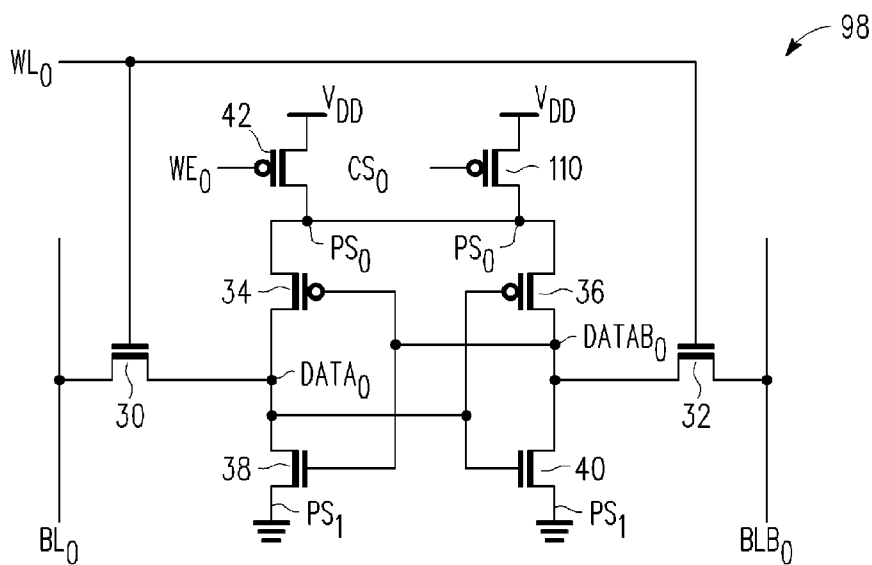 98
WL0
42
VDD
VDD
WE0
CS0
110
PS0
PS0
34
36
DATAB0
DATA0
30
32
38
40
PS1
PS1
BL0
BLB0